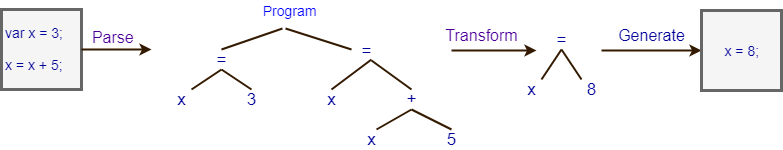 var x = 3;
x = x + 5;
Parse
Program
=
x
3
=
x
+
x
5
Transform
=
x
8
Generate
x = 8;